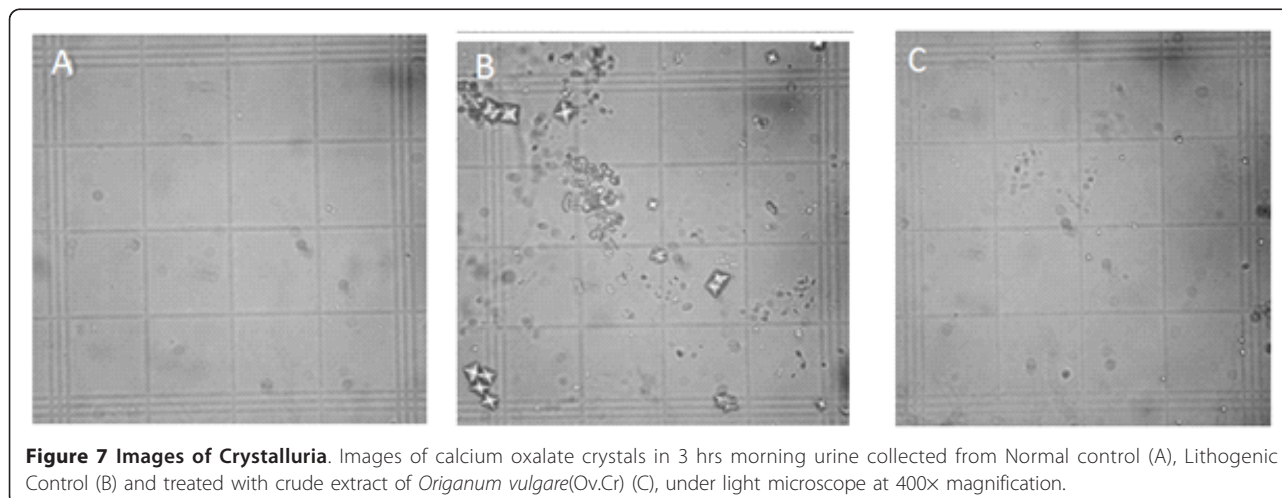 A
B
C
Figure 7 Images of Crystalluria. Images of calcium oxalate crystals in 3 hrs morning urine collected from Normal control (A), Lithogenic
Control (B) and treated with crude extract of Origanum vulgare(Ov.Cr) (C), under light microscope at 400× magnification.